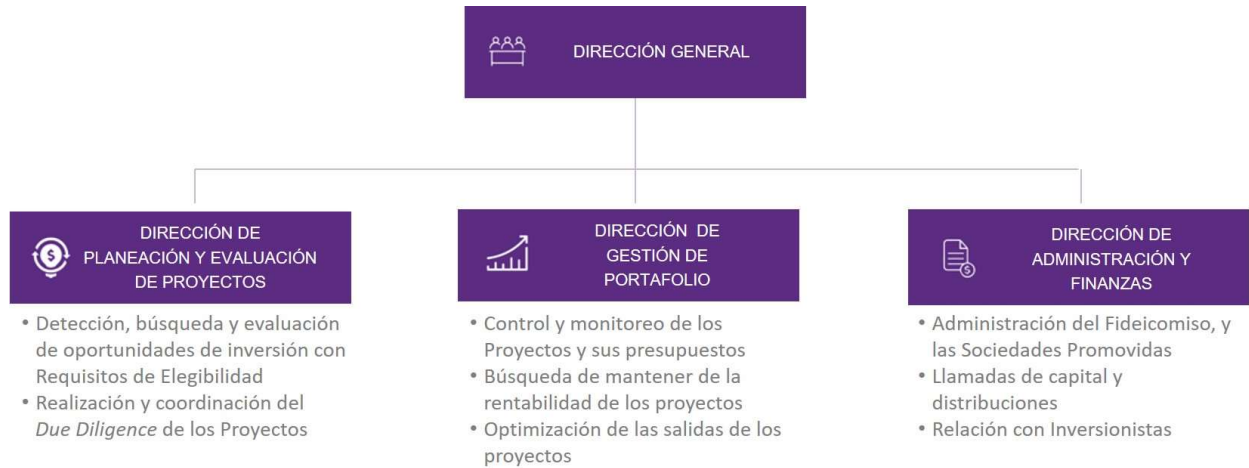 DIRECCIÓN GENERAL
DIRECCIÓN DE
PLANEACIÓN Y EVALUACIÓN
DE PROYECTOS
• Detección, búsqueda y evaluación
de oportunidades de inversión con
Requisitos de Elegibilidad
• Realización y coordinación del
Due Diligence de los Proyectos
DIRECCIÓN DE
GESTIÓN DE
PORTAFOLIO
• Control y monitoreo de los
Proyectos y sus presupuestos
• Búsqueda de mantener de la
rentabilidad de los proyectos
• Optimización de las salidas de los
proyectos
DIRECCIÓN DE
ADMINISTRACIÓN Y
FINANZAS
• Administración del Fideicomiso, y
las Sociedades Promovidas
• Llamadas de capital y
distribuciones
• Relación con Inversionistas